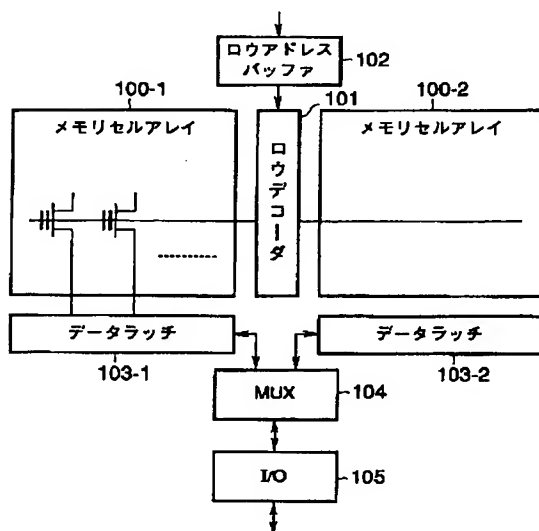 ロウアドレス
バッファ
102
100-1
101
100-2
メモリセルアレイ
ロウデコーダ
メモリセルアレイ
データラッチ
データラッチ
103-1
MUX
104
103-2
I/O
105